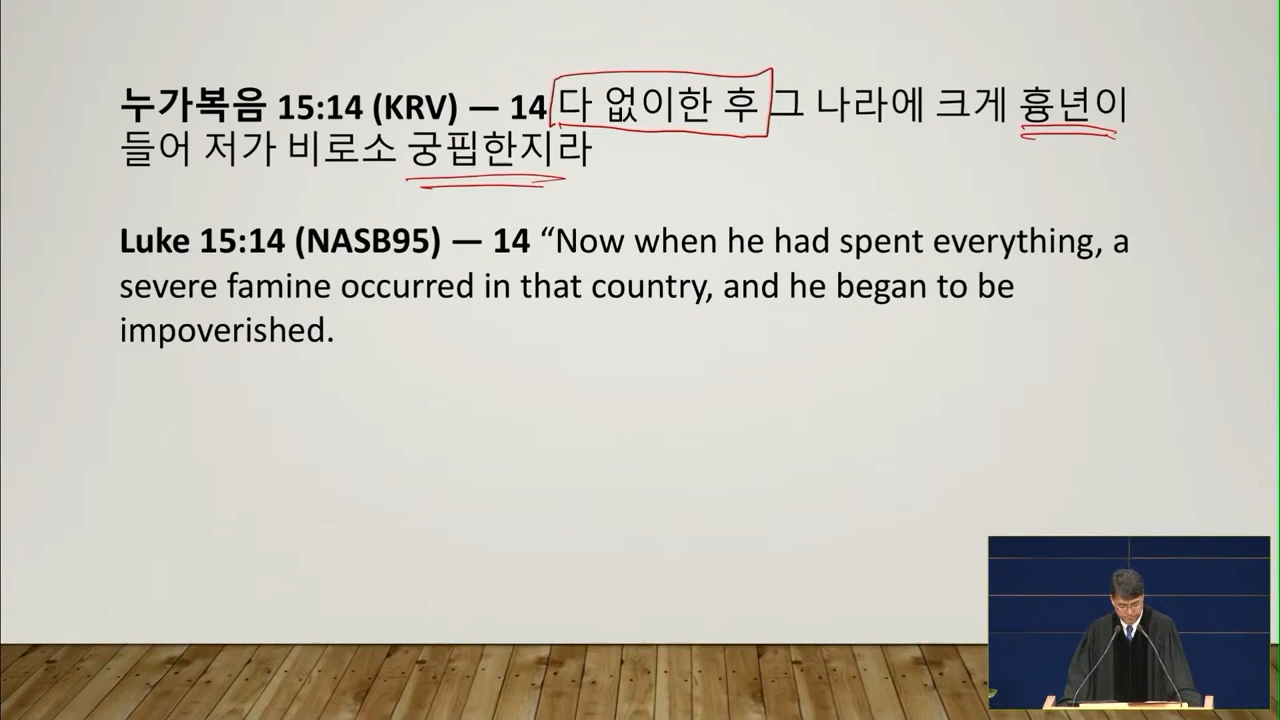 누가복음 15:14 (KRV) — 14 다 없이한 후 그 나라에 크게 흉년이
들어 저가 비로소 궁핍한지라
Luke 15:14 (NASB95) — 14 “Now when he had spent everything, a
severe famine occurred in that country, and he began to be
impoverished.